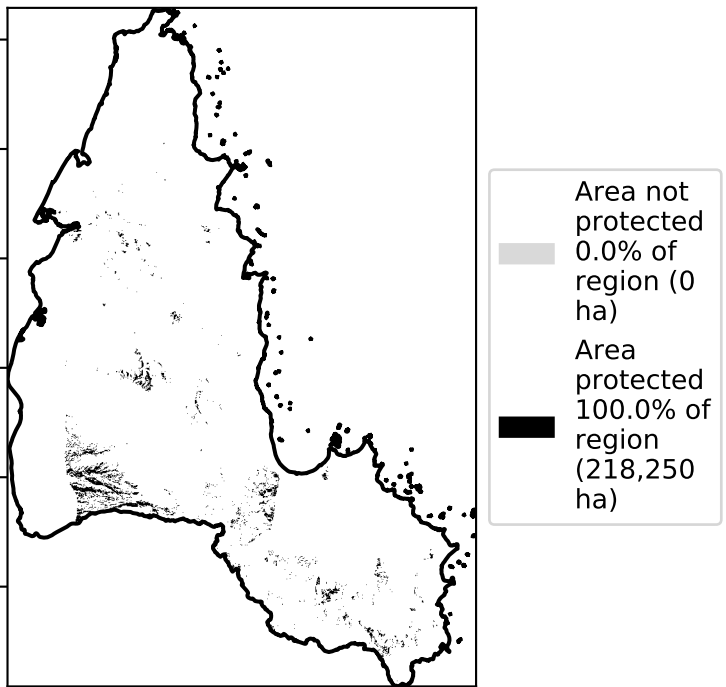 Area not
protected
0.0% of
region (0
ha)
Area
protected
100.0% of
region
(218,250
ha)